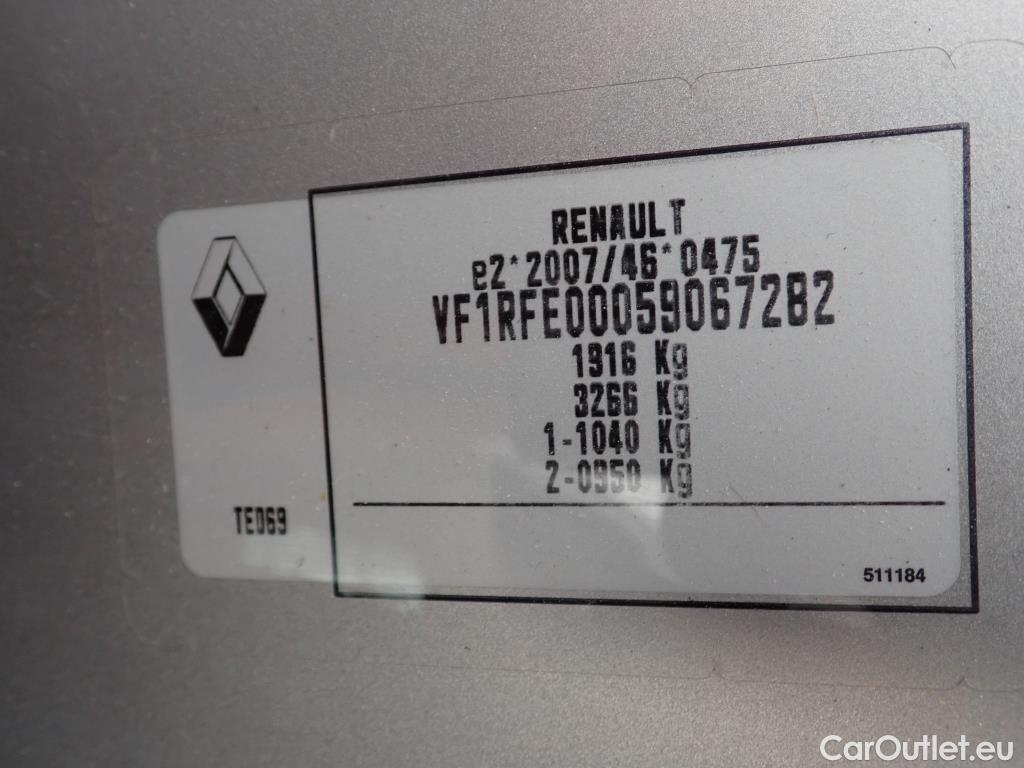 RENAULT
e2*2007/46*0475
VF1RFE00059067282
1916 Kg
3266 Kg
1-1040 Kg
2-0950 Kg
TED69
511184
CarOutlet.eu